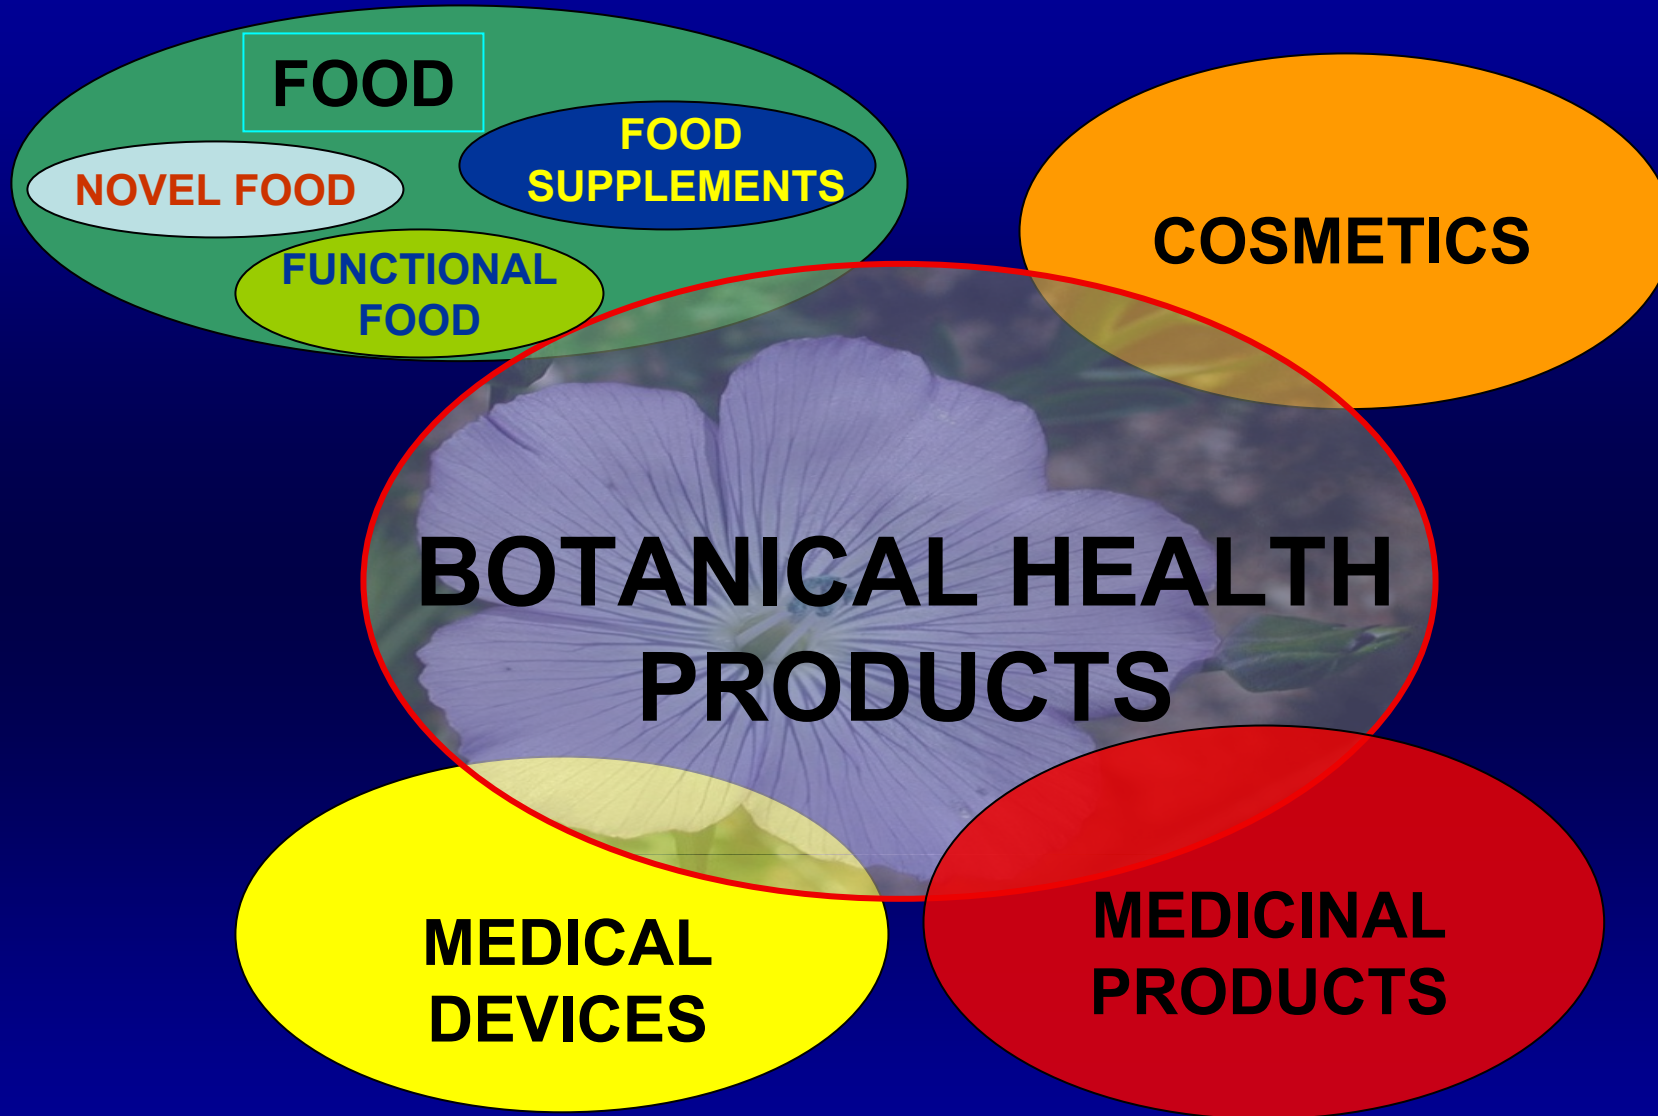 FOOD
FOOD
SUPPLEMENTS
NOVEL FOOD
FUNCTIONAL
FOOD
COSMETICS
BOTANICAL HEALTH
PRODUCTS
MEDICAL
DEVICES
MEDICINAL
PRODUCTS